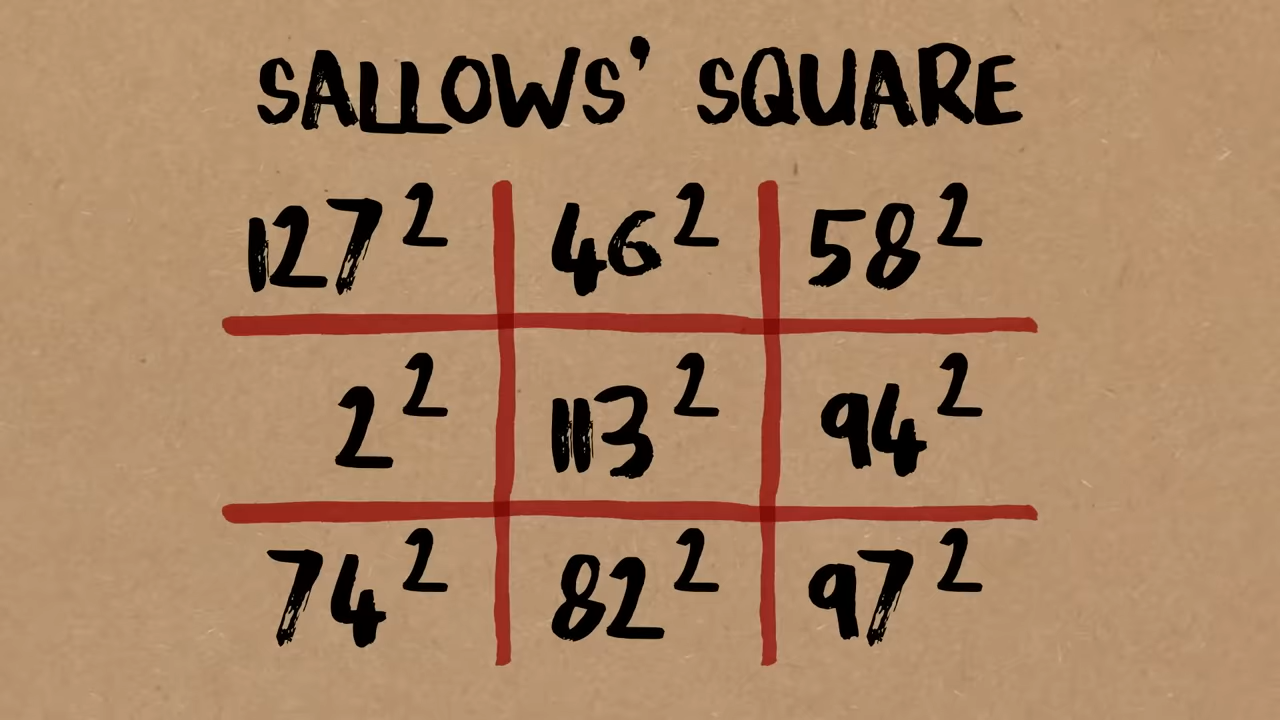 SALLOWS' SQUARE
127² 46² 58²
2² 113² 94²
74² 82² 97²